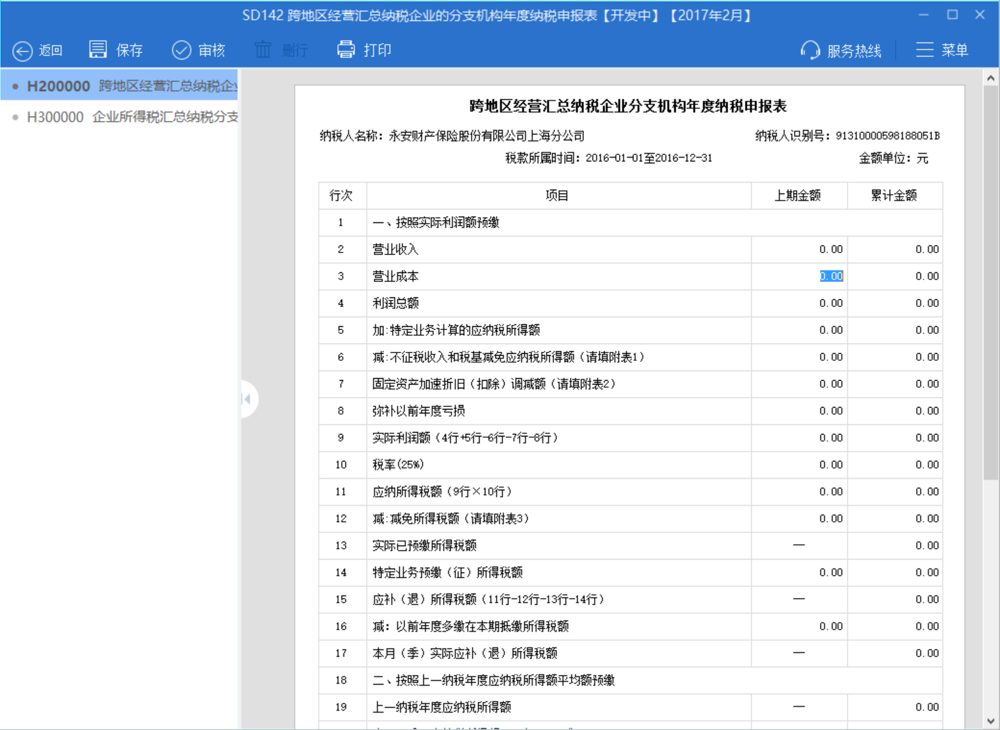 SD142 跨地区经营汇总纳税企业的分支机构年度纳税申报表【开发中】【2017年2月】
返回 保存 审核 删行 打印 服务热线 菜单
H200000 跨地区经营汇总纳税企业
H300000 企业所得税汇总纳税分支
跨地区经营汇总纳税企业分支机构年度纳税申报表
纳税人名称：永安财产保险股份有限公司上海分公司 纳税人识别号：91310000598188051B
税款所属时间：2016-01-01至2016-12-31 金额单位：元
行次 项目 上期金额 累计金额
1 一、按照实际利润额预缴
2 营业收入 0.00 0.00
3 营业成本 0.00 0.00
4 利润总额 0.00 0.00
5 加:特定业务计算的应纳税所得额 0.00 0.00
6 减:不征税收入和税基减免应纳税所得额（请填附表1） 0.00 0.00
7 固定资产加速折旧（扣除）调减额（请填附表2） 0.00 0.00
8 弥补以前年度亏损 0.00 0.00
9 实际利润额（4行+5行-6行-7行-8行） 0.00 0.00
10 税率(25%) 0.00 0.00
11 应纳所得税额（9行×10行） 0.00 0.00
12 减:减免所得税额（请填附表3） 0.00 0.00
13 实际已预缴所得税额 — 0.00
14 特定业务预缴（征）所得税额 0.00 0.00
15 应补（退）所得税额（11行-12行-13行-14行） — 0.00
16 减：以前年度多缴在本期抵缴所得税额 0.00 0.00
17 本月（季）实际应补（退）所得税额 — 0.00
18 二、按照上一纳税年度应纳税所得额平均额预缴
19 上一纳税年度应纳税所得额 — 0.00